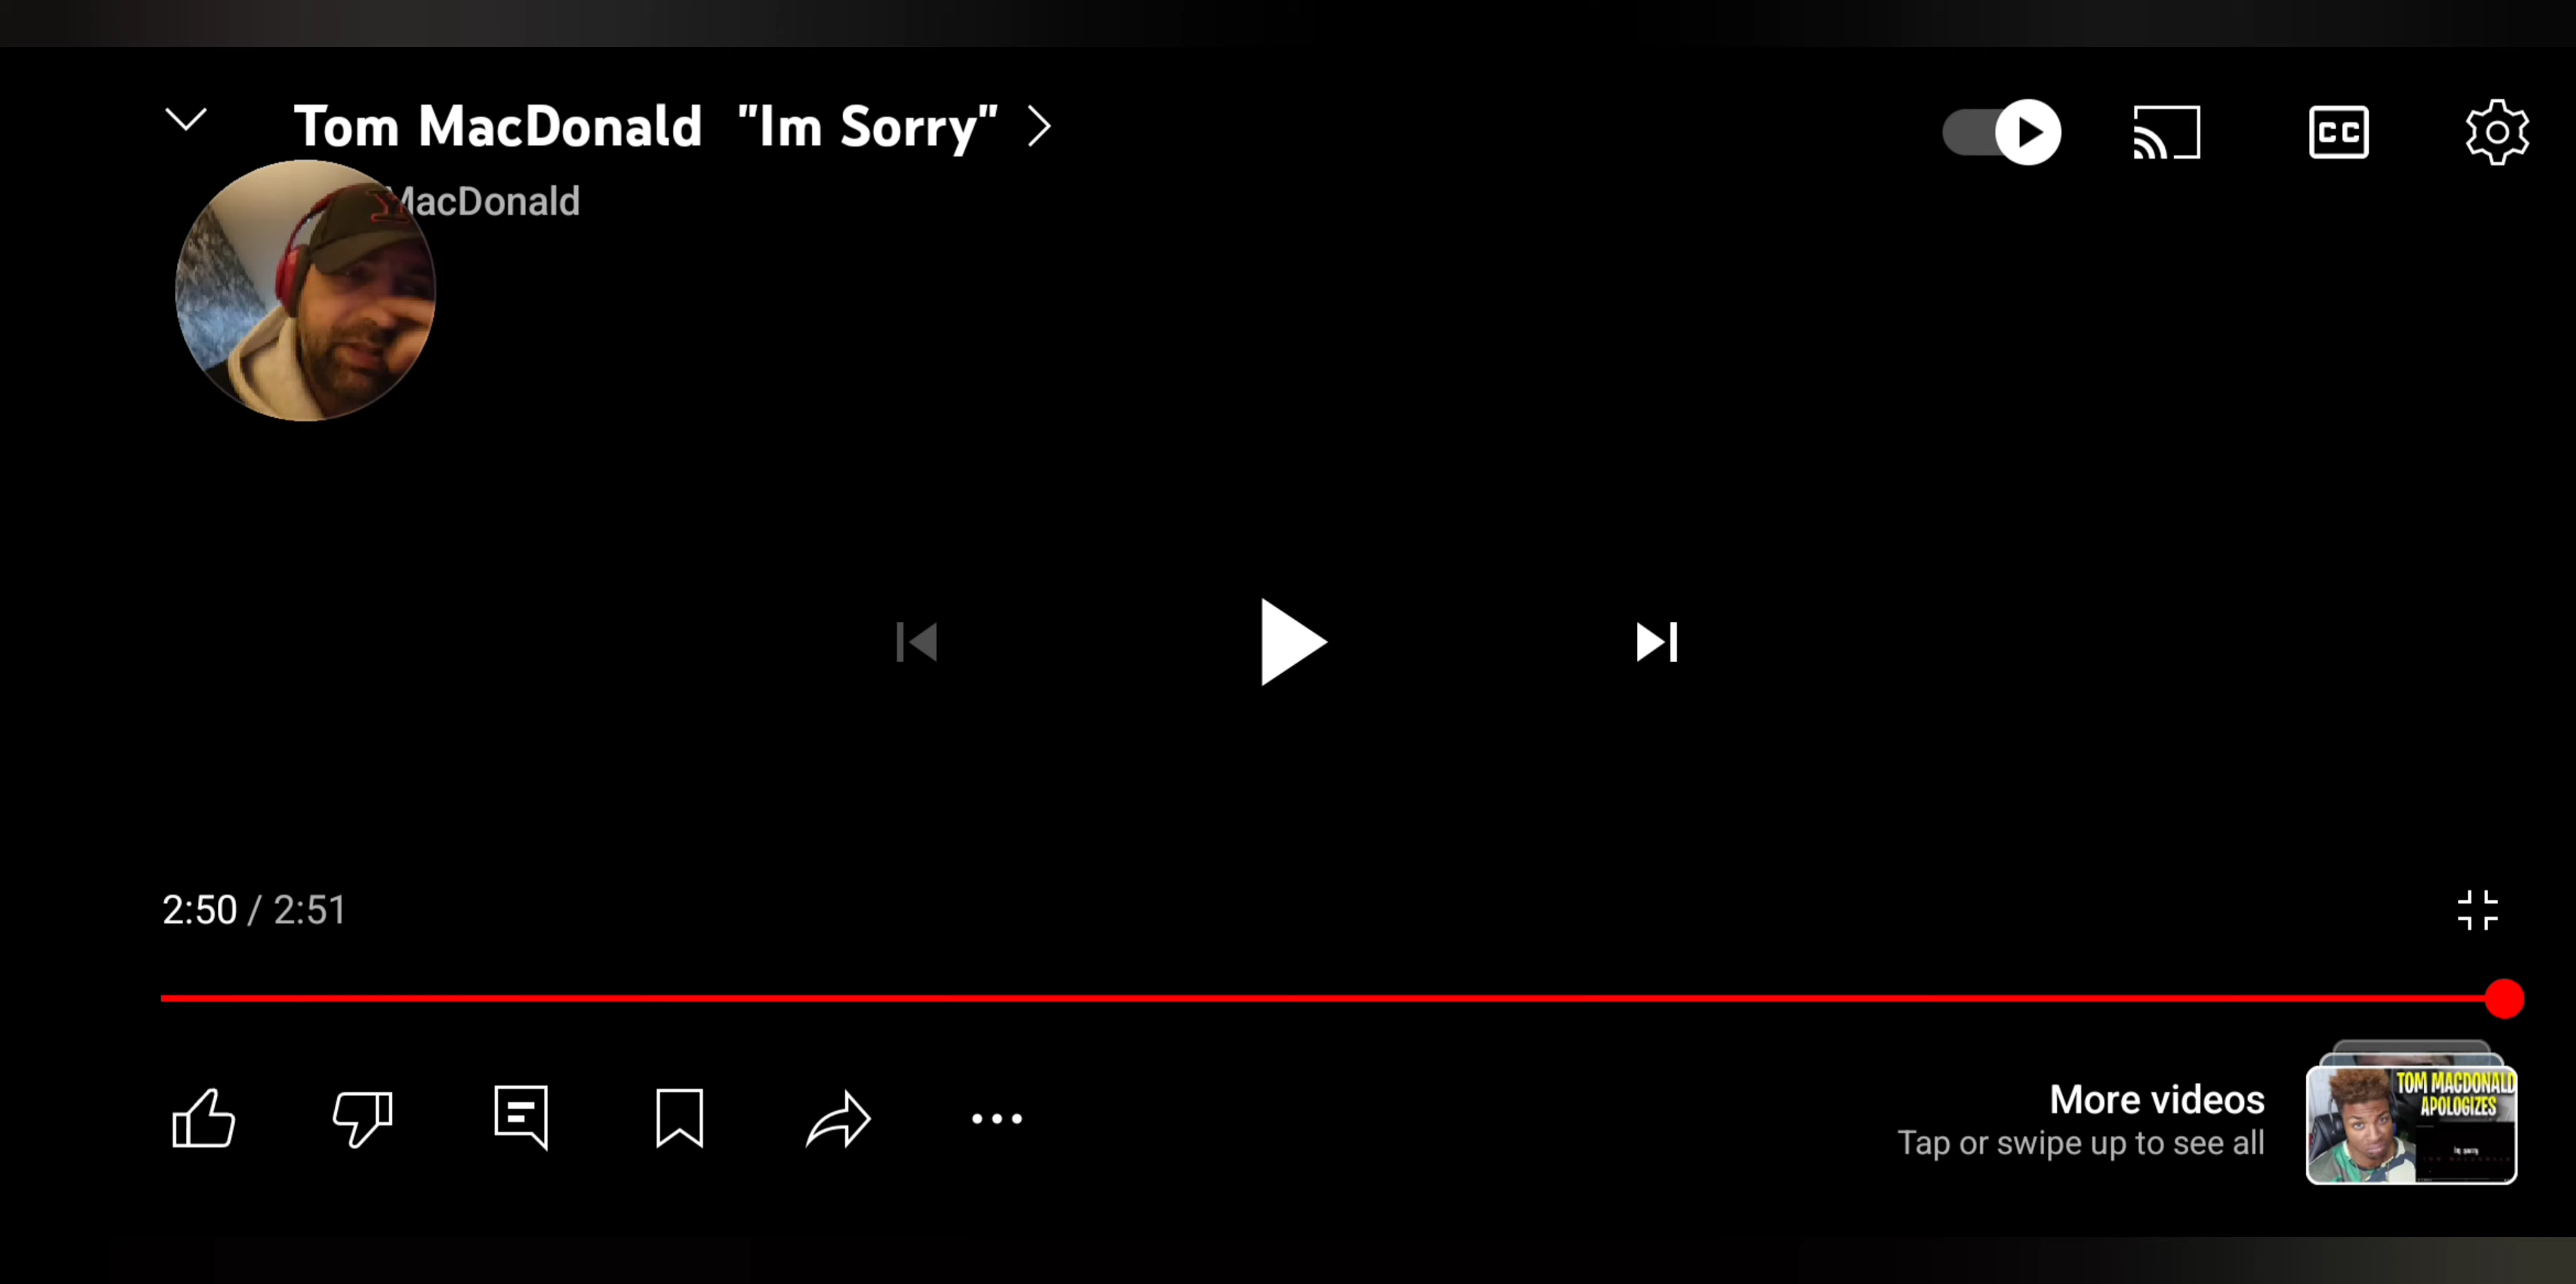 Tom MacDonald "Im Sorry"
MacDonald
CC
2:50 / 2:51
More videos
Tap or swipe up to see all
TOM MACDONALD
APOLOGIZES